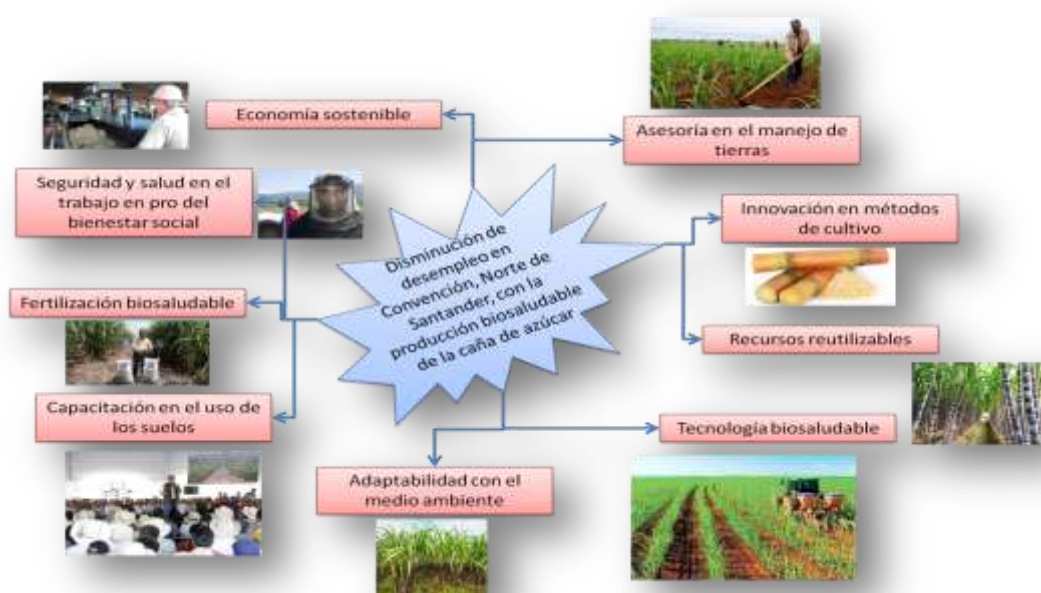 Economía sostenible
Asesoría en el manejo de
tierras
Seguridad y salud en el
trabajo en pro del
bienestar social
Innovación en métodos
de cultivo
Disminución de
desempleo en
Convención, Norte de
Santander, con la
producción biosaludable
de la caña de azúcar
Fertilización biosaludable
Recursos reutilizables
Capacitación en el uso de
los suelos
Tecnología biosaludable
Adaptabilidad con el
medio ambiente